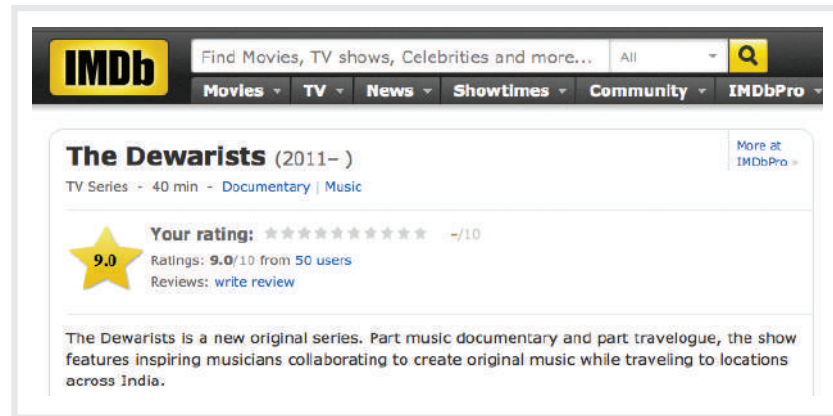 IMDb
Find Movies, TV shows, Celebrities and more... All
Movies TV News Showtimes Community IMDbPro
The Dewarists (2011– )
More at
IMDbPro »
TV Series - 40 min - Documentary | Music
Your rating: -/10
9.0
Ratings: 9.0/10 from 50 users
Reviews: write review
The Dewarists is a new original series. Part music documentary and part travelogue, the show
features inspiring musicians collaborating to create original music while traveling to locations
across India.